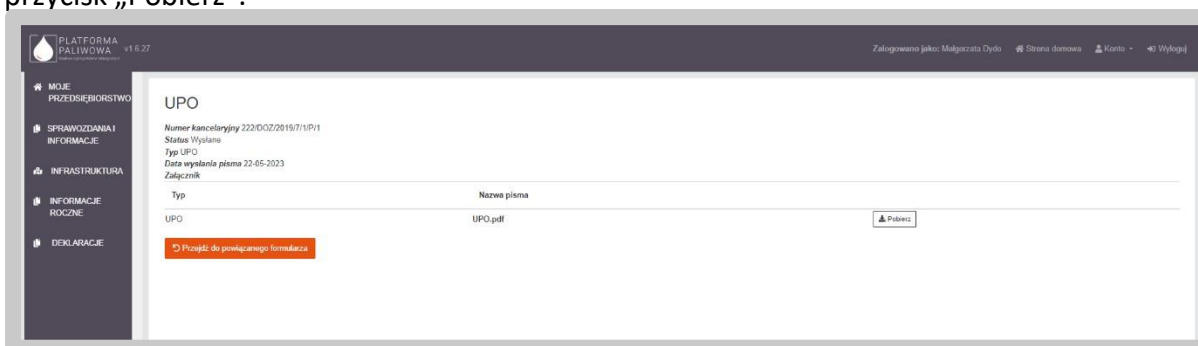 przycisk „Pobierz".
PLATFORMA
PALIWOWA v1.6.27
Zalogowano jako: Małgorzata Dydo Strona domowa Konto Wyloguj
MOJE
PRZEDSIĘBIORSTWO
SPRAWOZDANIA I
INFORMACJE
INFRASTRUKTURA
INFORMACJE
ROCZNE
DEKLARACJE
UPO
Numer kancelaryjny 222/DOZ/2019/7/1/P/1
Status Wysłane
Typ UPO
Data wysłania pisma 22-05-2023
Załącznik
Typ Nazwa pisma
UPO UPO.pdf Pobierz
Przejdź do powiązanego formularza